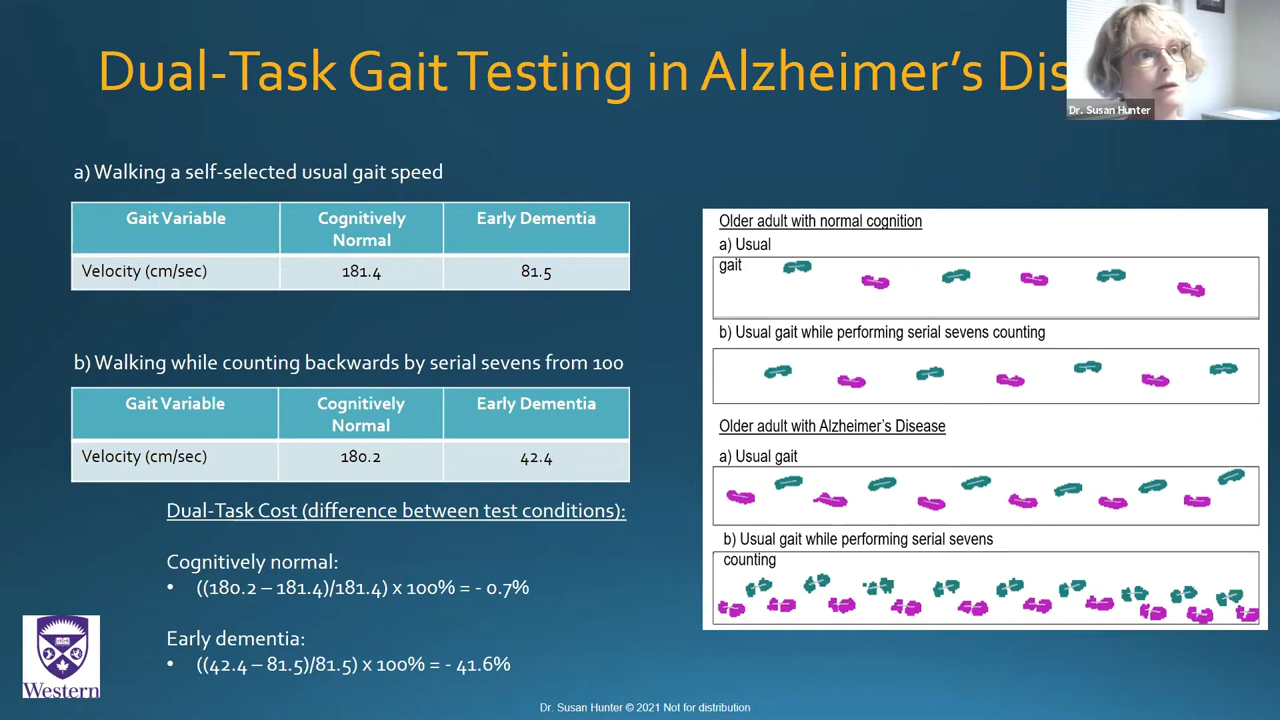 Dual-Task Gait Testing in Alzheimer's Dis
Dr. Susan Hunter
a) Walking a self-selected usual gait speed
Gait Variable
Cognitively
Normal
Early Dementia
Velocity (cm/sec)
181.4
81.5
b) Walking while counting backwards by serial sevens from 100
Gait Variable
Cognitively
Normal
Early Dementia
Velocity (cm/sec)
180.2
42.4
Dual-Task Cost (difference between test conditions):
Cognitively normal:
• ((180.2 – 181.4)/181.4) x 100% = - 0.7%
Early dementia:
• ((42.4 – 81.5)/81.5) x 100% = - 41.6%
Older adult with normal cognition
a) Usual
gait
b) Usual gait while performing serial sevens counting
Older adult with Alzheimer's Disease
a) Usual gait
b) Usual gait while performing serial sevens
counting
Western
Dr. Susan Hunter © 2021 Not for distribution